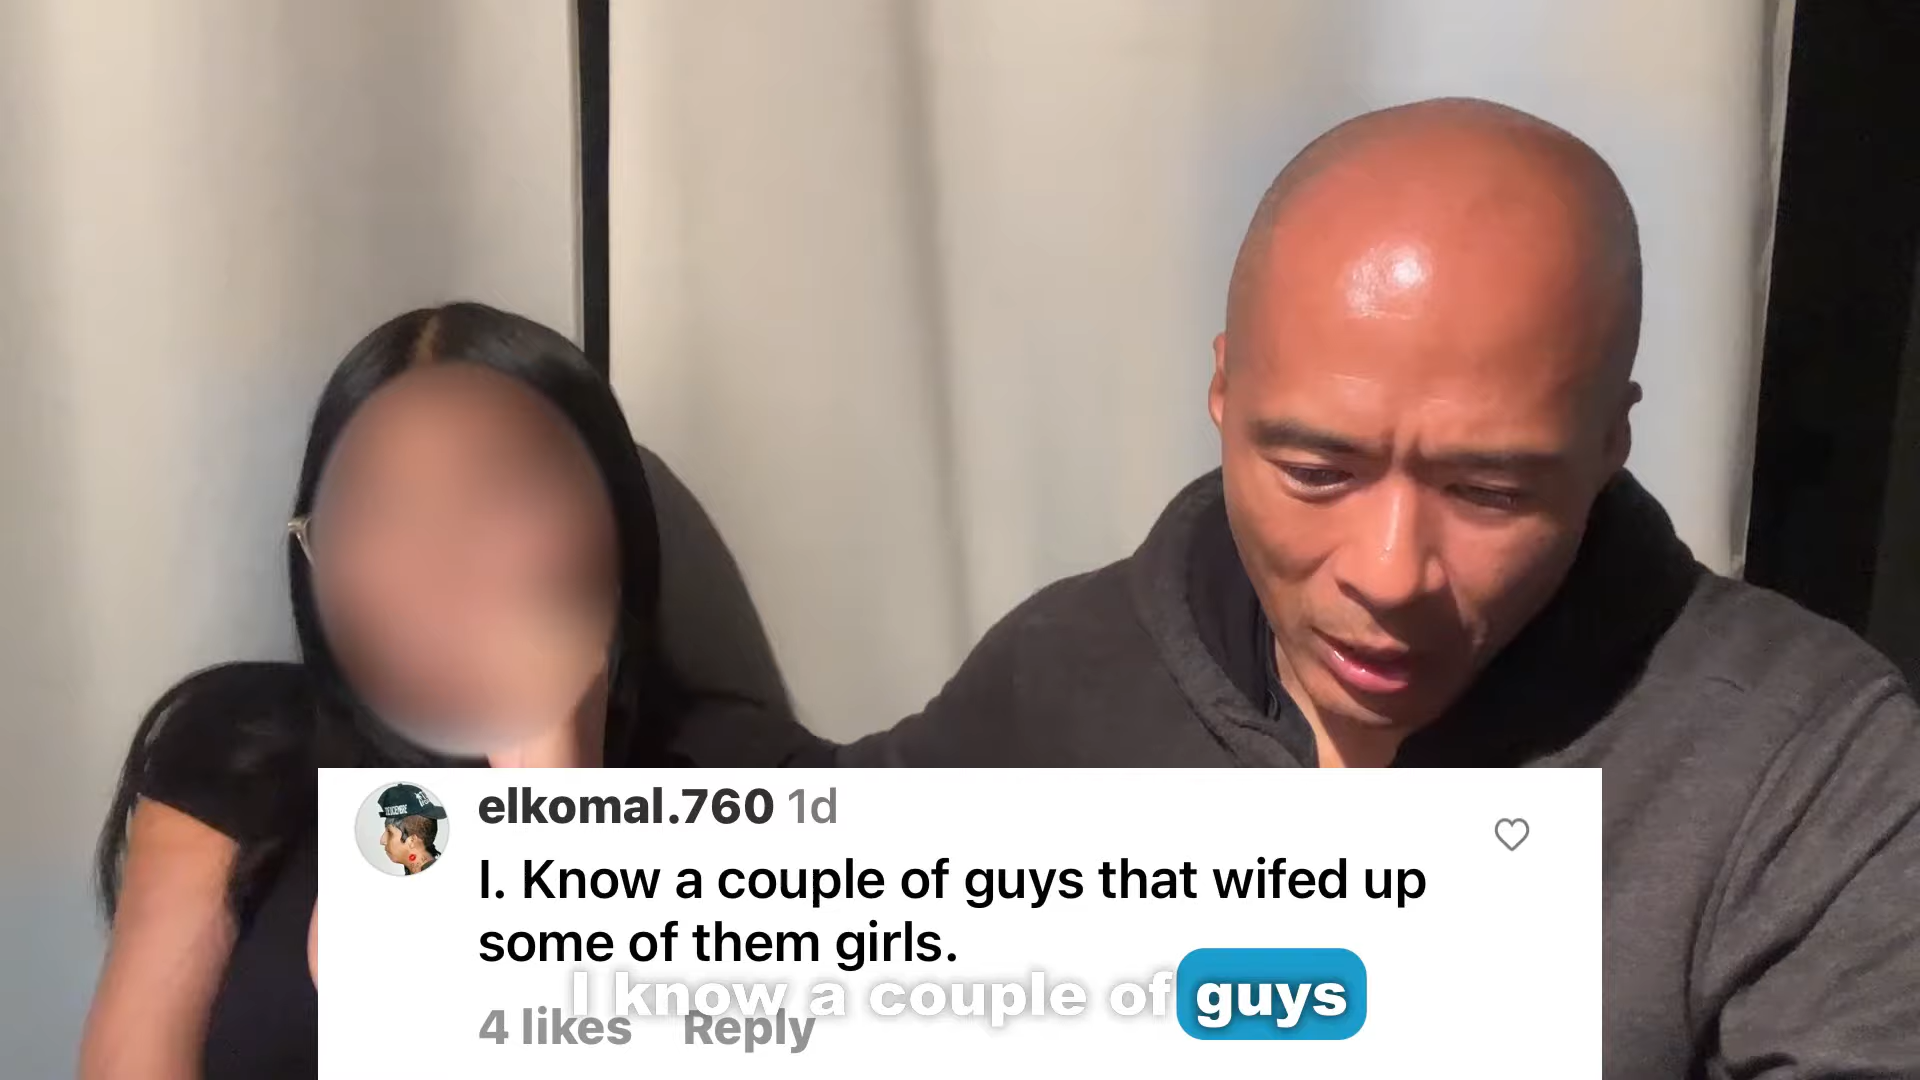 elkomal.760 1d
I. Know a couple of guys that wifed up
some of them girls.
I know a couple of guys
4 likes Reply